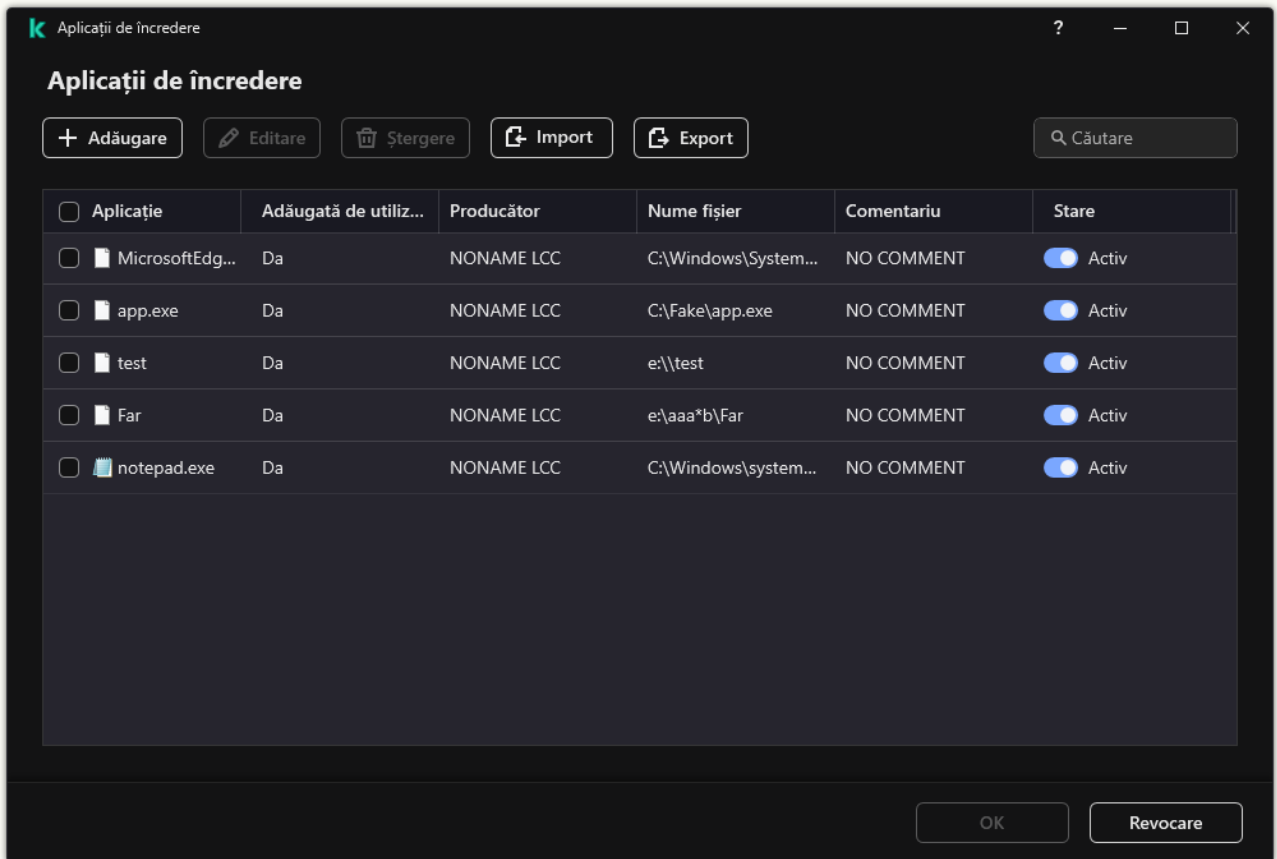 Aplicații de încredere
?
Aplicații de încredere
Adăugare Editare Ștergere Import Export Căutare
Aplicație Adăugată de utiliz... Producător Nume fișier Comentariu Stare
MicrosoftEdg... Da NONAME LCC C:\Windows\System... NO COMMENT Activ
app.exe Da NONAME LCC C:\Fake\app.exe NO COMMENT Activ
test Da NONAME LCC e:\\test NO COMMENT Activ
Far Da NONAME LCC e:\aaa*b\Far NO COMMENT Activ
notepad.exe Da NONAME LCC C:\Windows\system... NO COMMENT Activ
OK Revocare